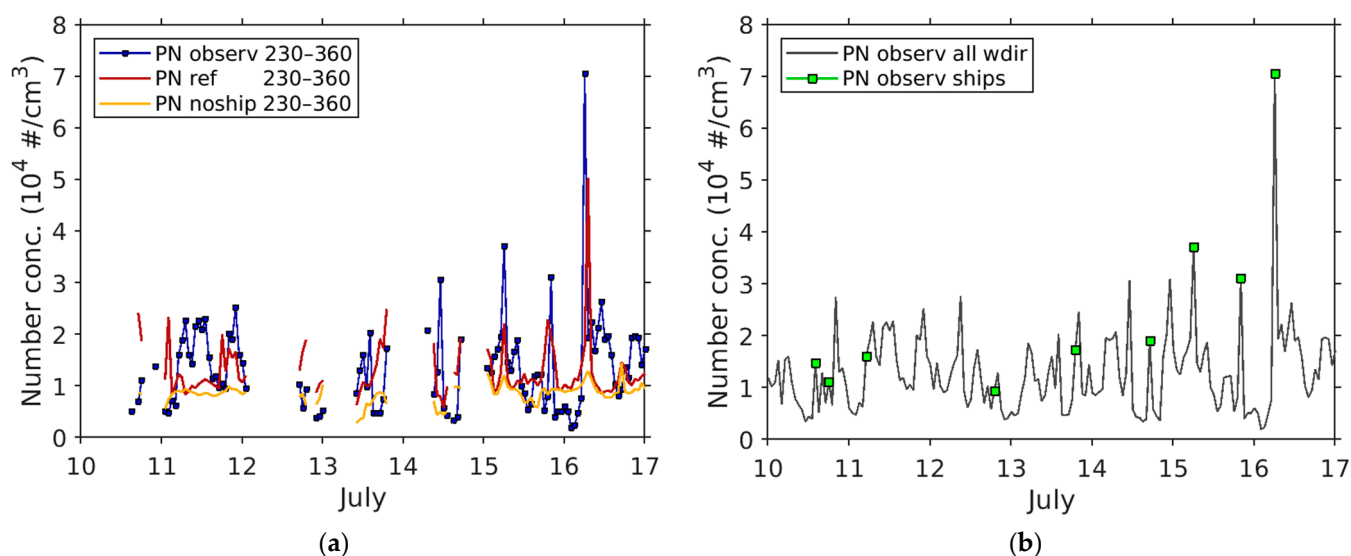 8
7
6
5
4
3
2
1
0
Number conc. (10⁴ #/cm³)
PN observ 230–360
PN ref 230–360
PN noship 230–360
10 11 12 13 14 15 16 17
July
(a)
8
7
6
5
4
3
2
1
0
Number conc. (10⁴ #/cm³)
PN observ all wdir
PN observ ships
10 11 12 13 14 15 16 17
July
(b)